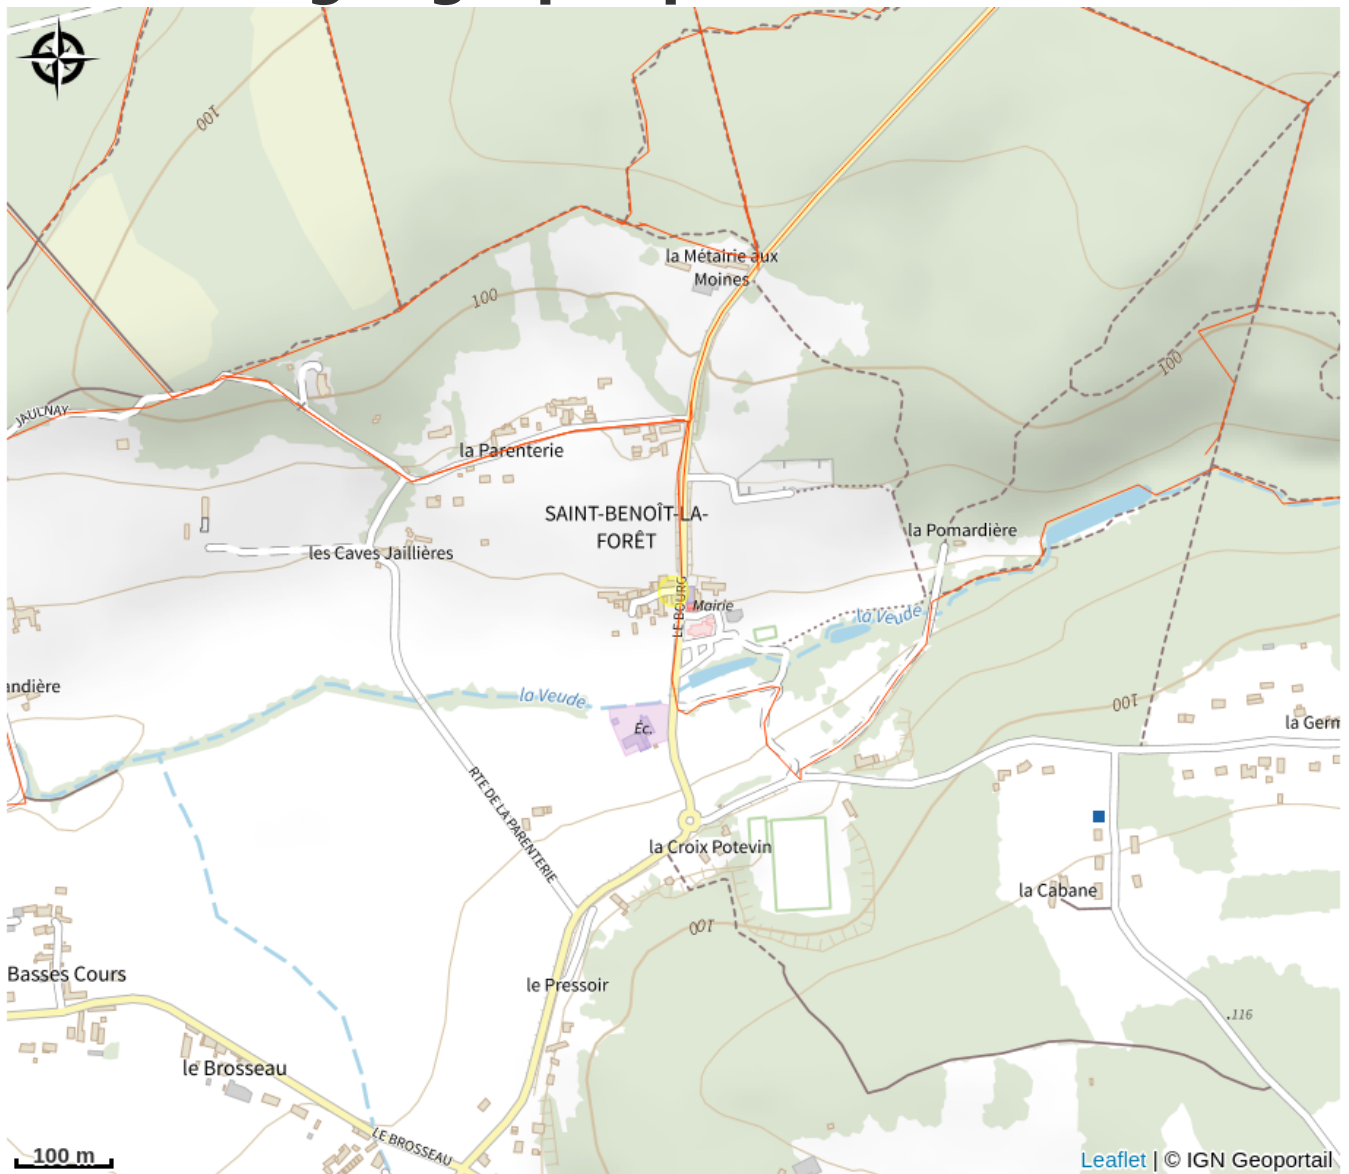 100
la Métairie aux
Moines
100
100
JAULNAY
la Parenterie
SAINT-BENOÎT-LA-
FORÊT
la Pomardière
les Caves Jaillières
LE BOURG
Mairie
la Veude
andière
la Veude
100
Éc.
la Germ
RTE DE LA PARENTERIE
la Croix Potevin
la Cabane
100
Basses Cours
le Pressoir
.116
le Brosseau
LE BROSSEAU
100 m
Leaflet | © IGN Geoportail